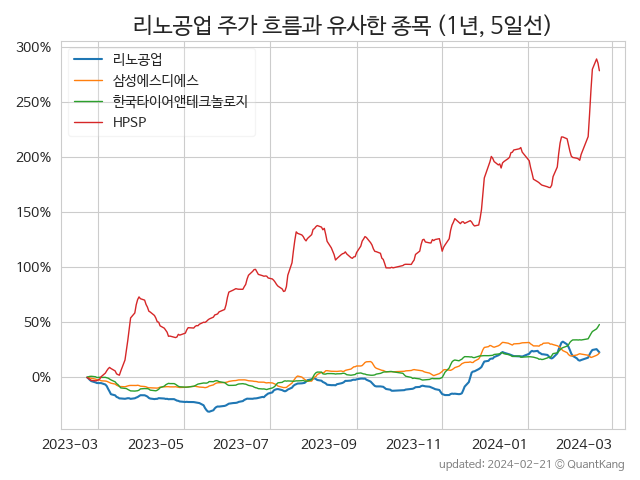 리노공업 주가 흐름과 유사한 종목 (1년, 5일선)
300%
250%
200%
150%
100%
50%
0%
리노공업
삼성에스디에스
한국타이어앤테크놀로지
HPSP
2023-03 2023-05 2023-07 2023-09 2023-11 2024-01 2024-03
updated: 2024-02-21 © QuantKang